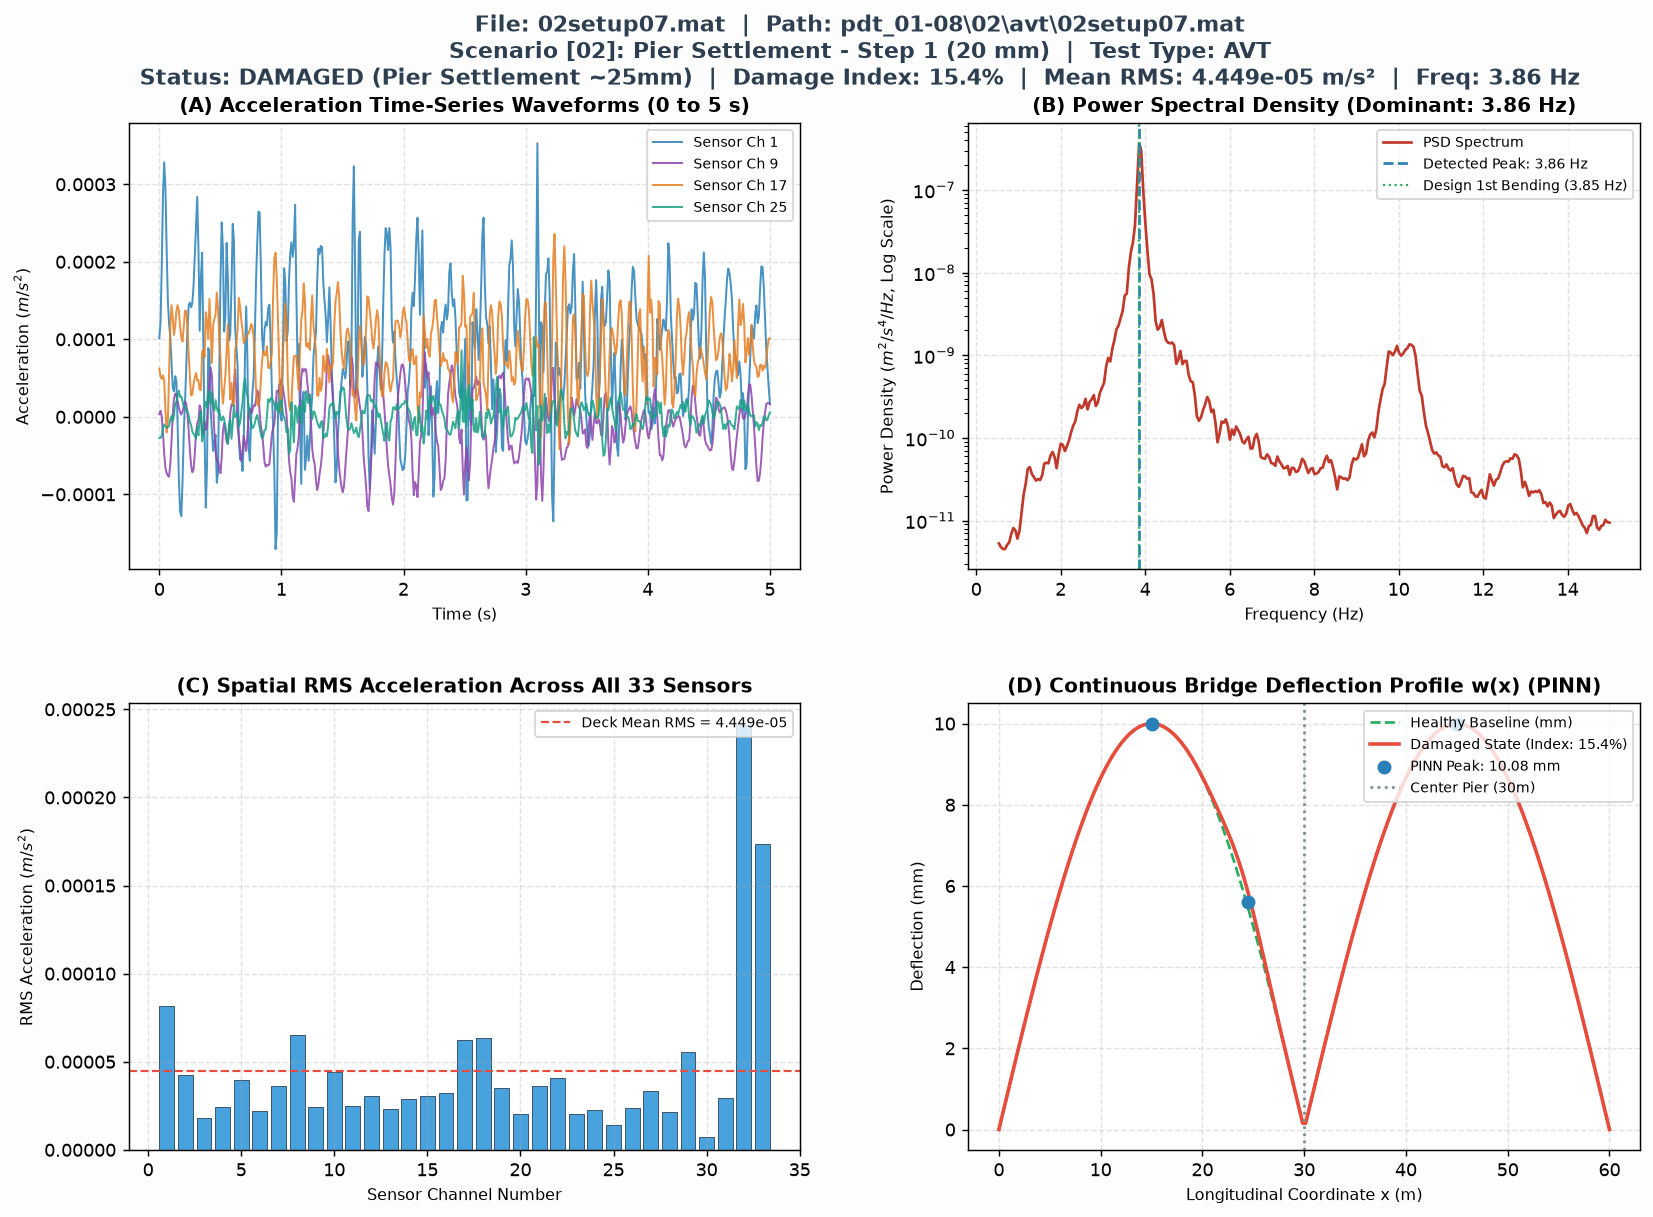 File: 02setup07.mat | Path: pdt_01-08\02\avt\02setup07.mat
Scenario [02]: Pier Settlement - Step 1 (20 mm) | Test Type: AVT
Status: DAMAGED (Pier Settlement ~25mm) | Damage Index: 15.4% | Mean RMS: 4.449e-05 m/s² | Freq: 3.86 Hz
(A) Acceleration Time-Series Waveforms (0 to 5 s)
Sensor Ch 1
Sensor Ch 9
Sensor Ch 17
Sensor Ch 25
Acceleration (m/s²)
0.0003
0.0002
0.0001
0.0000
−0.0001
0 1 2 3 4 5
Time (s)
(B) Power Spectral Density (Dominant: 3.86 Hz)
PSD Spectrum
Detected Peak: 3.86 Hz
Design 1st Bending (3.85 Hz)
Power Density (m²/s⁴/Hz, Log Scale)
10⁻⁷
10⁻⁸
10⁻⁹
10⁻¹⁰
10⁻¹¹
0 2 4 6 8 10 12 14
Frequency (Hz)
(C) Spatial RMS Acceleration Across All 33 Sensors
Deck Mean RMS = 4.449e-05
RMS Acceleration (m/s²)
0.00025
0.00020
0.00015
0.00010
0.00005
0.00000
0 5 10 15 20 25 30 35
Sensor Channel Number
(D) Continuous Bridge Deflection Profile w(x) (PINN)
Healthy Baseline (mm)
Damaged State (Index: 15.4%)
PINN Peak: 10.08 mm
Center Pier (30m)
Deflection (mm)
10
8
6
4
2
0
0 10 20 30 40 50 60
Longitudinal Coordinate x (m)